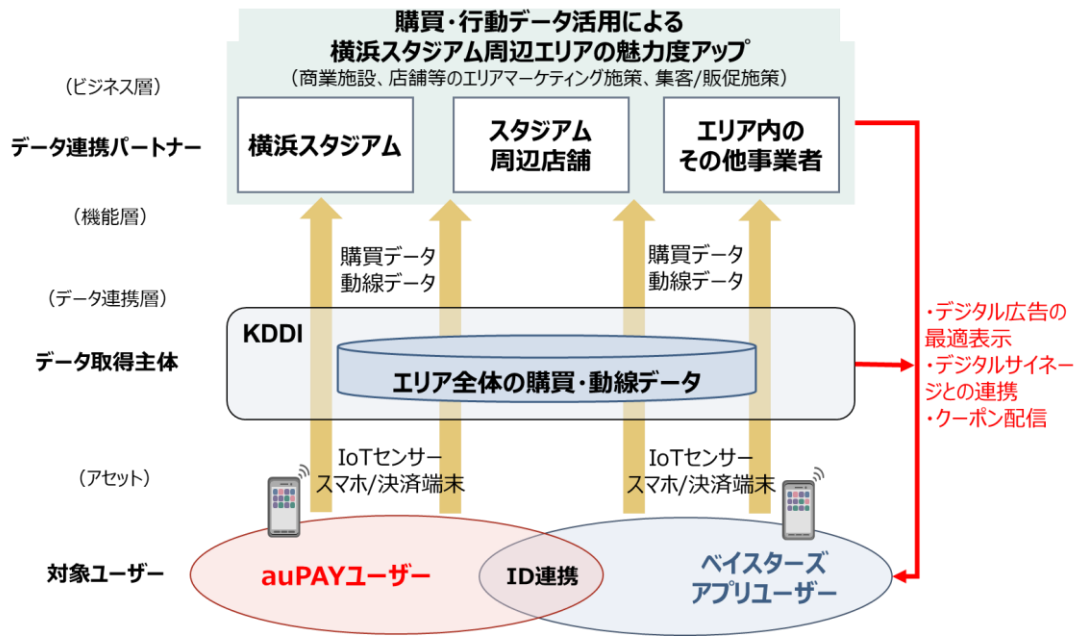 購買・行動データ活用による
横浜スタジアム周辺エリアの魅力度アップ
（商業施設、店舗等のエリアマーケティング施策、集客/販促施策）
（ビジネス層）
データ連携パートナー
横浜スタジアム
スタジアム
周辺店舗
エリア内の
その他事業者
（機能層）
購買データ
動線データ
購買データ
動線データ
（データ連携層）
KDDI
データ取得主体
エリア全体の購買・動線データ
・デジタル広告の
最適表示
・デジタルサイネー
ジとの連携
・クーポン配信
（アセット）
IoTセンサー
スマホ/決済端末
IoTセンサー
スマホ/決済端末
対象ユーザー
auPAYユーザー
ID連携
ベイスターズ
アプリユーザー